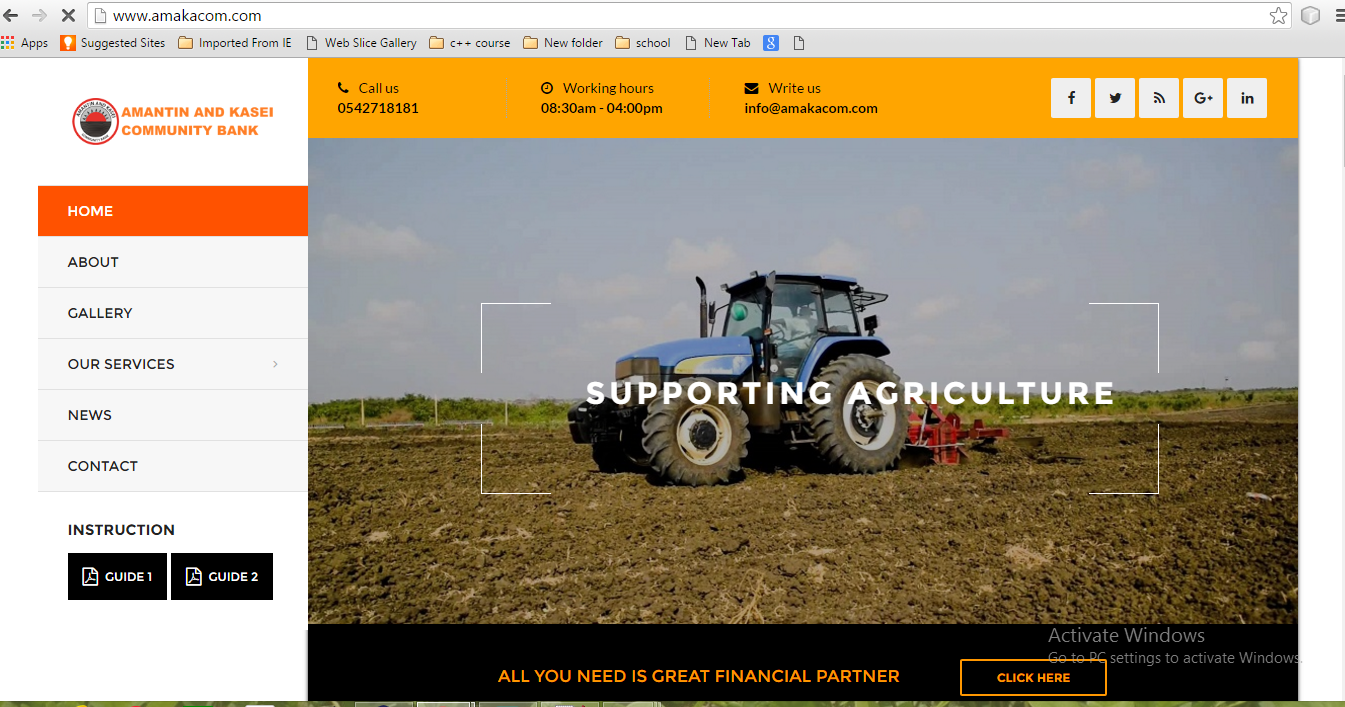 www.amakacom.com
Apps Suggested Sites Imported From IE Web Slice Gallery c++ course New folder school New Tab 8
AMANTIN AND KASEI
COMMUNITY BANK
Call us
0542718181
Working hours
08:30am - 04:00pm
Write us
info@amakacom.com
f G+ in
HOME
ABOUT
GALLERY
OUR SERVICES >
NEWS
CONTACT
INSTRUCTION
GUIDE 1 GUIDE 2
SUPPORTING AGRICULTURE
ALL YOU NEED IS GREAT FINANCIAL PARTNER
CLICK HERE
Activate Windows
Go to PC settings to activate Windows.